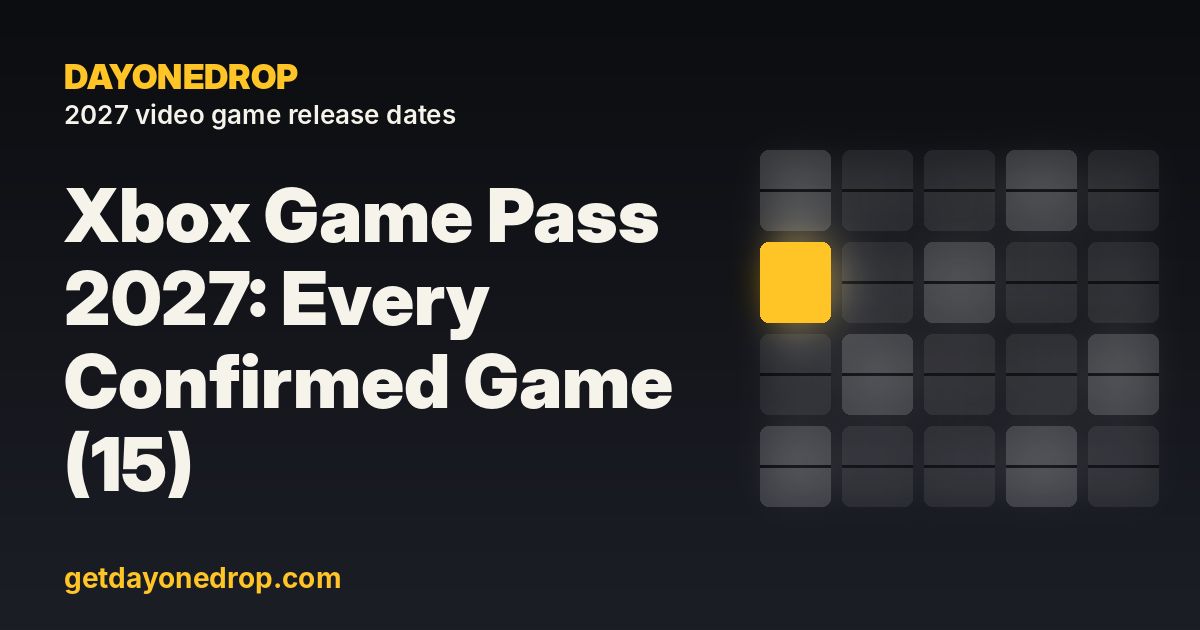 DAYONEDROP
2027 video game release dates
Xbox Game Pass
2027: Every
Confirmed Game
(15)
getdayonedrop.com